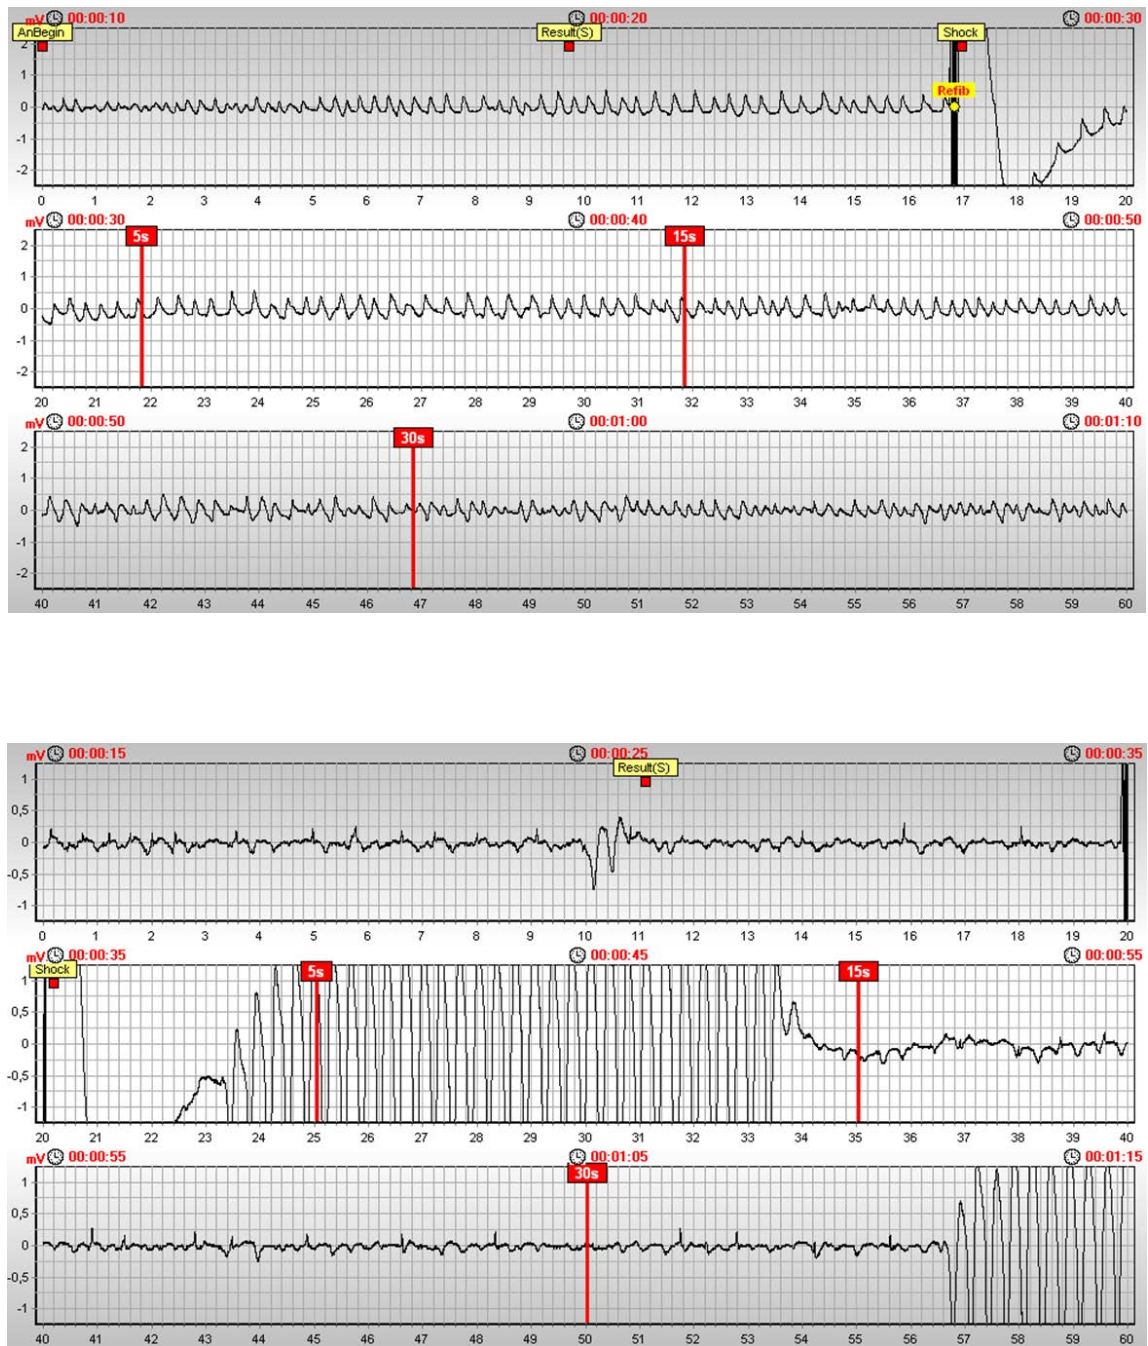 mV 00:00:10 00:00:20 00:00:30
AnBegin Result(S) Shock
2
1
Refib
0
-1
-2
0 1 2 3 4 5 6 7 8 9 10 11 12 13 14 15 16 17 18 19 20
mV 00:00:30 00:00:40 00:00:50
5s 15s
2
1
0
-1
-2
20 21 22 23 24 25 26 27 28 29 30 31 32 33 34 35 36 37 38 39 40
mV 00:00:50 00:01:00 00:01:10
30s
2
1
0
-1
-2
40 41 42 43 44 45 46 47 48 49 50 51 52 53 54 55 56 57 58 59 60
mV 00:00:15 00:00:25 00:00:35
Result(S)
1
0,5
0
-0,5
-1
0 1 2 3 4 5 6 7 8 9 10 11 12 13 14 15 16 17 18 19 20
mV 00:00:35 00:00:45 00:00:55
Shock 5s 15s
0,5
0
-0,5
-1
20 21 22 23 24 25 26 27 28 29 30 31 32 33 34 35 36 37 38 39 40
mV 00:00:55 00:01:05 00:01:15
30s
1
0,5
0
-0,5
-1
40 41 42 43 44 45 46 47 48 49 50 51 52 53 54 55 56 57 58 59 60